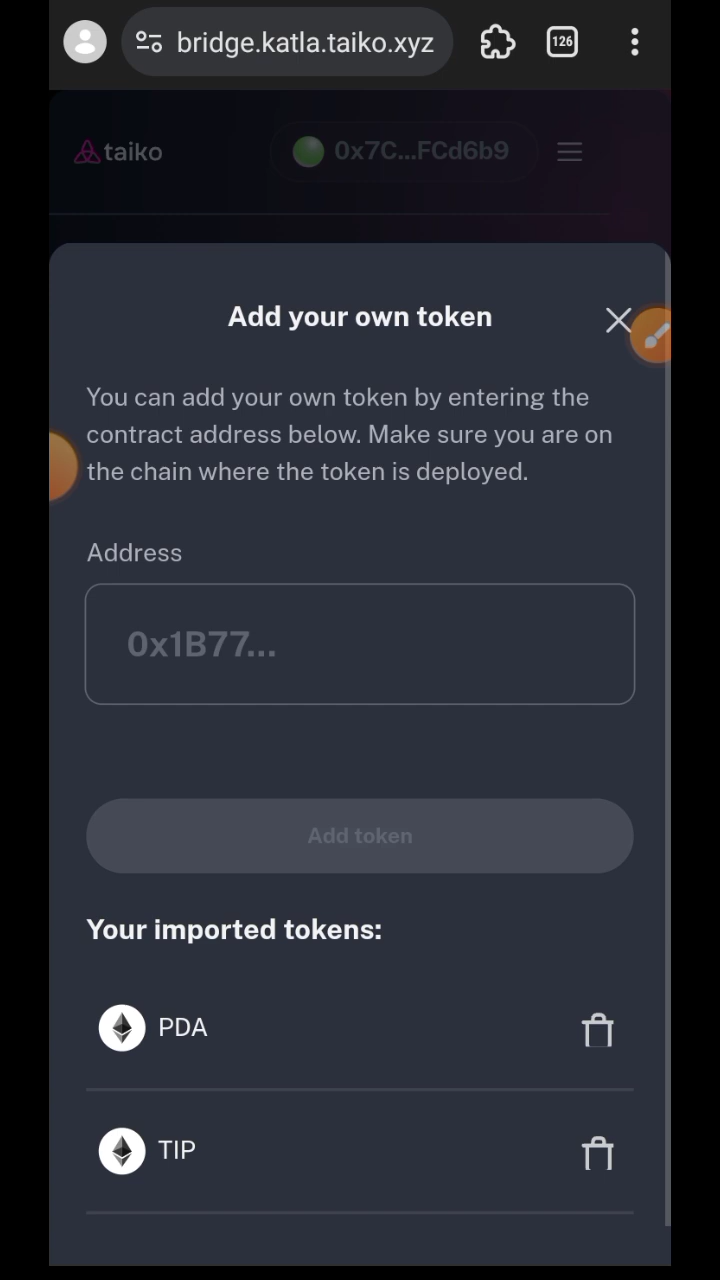 bridge.katla.taiko.xyz
126
taiko
0x7C...FCd6b9
Add your own token
You can add your own token by entering the
contract address below. Make sure you are on
the chain where the token is deployed.
Address
0x1B77...
Add token
Your imported tokens:
PDA
TIP